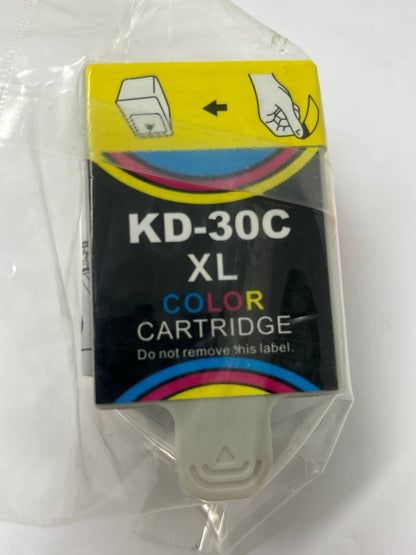 KD-30C
XL
COLOR
CARTRIDGE
Do not remove this label.